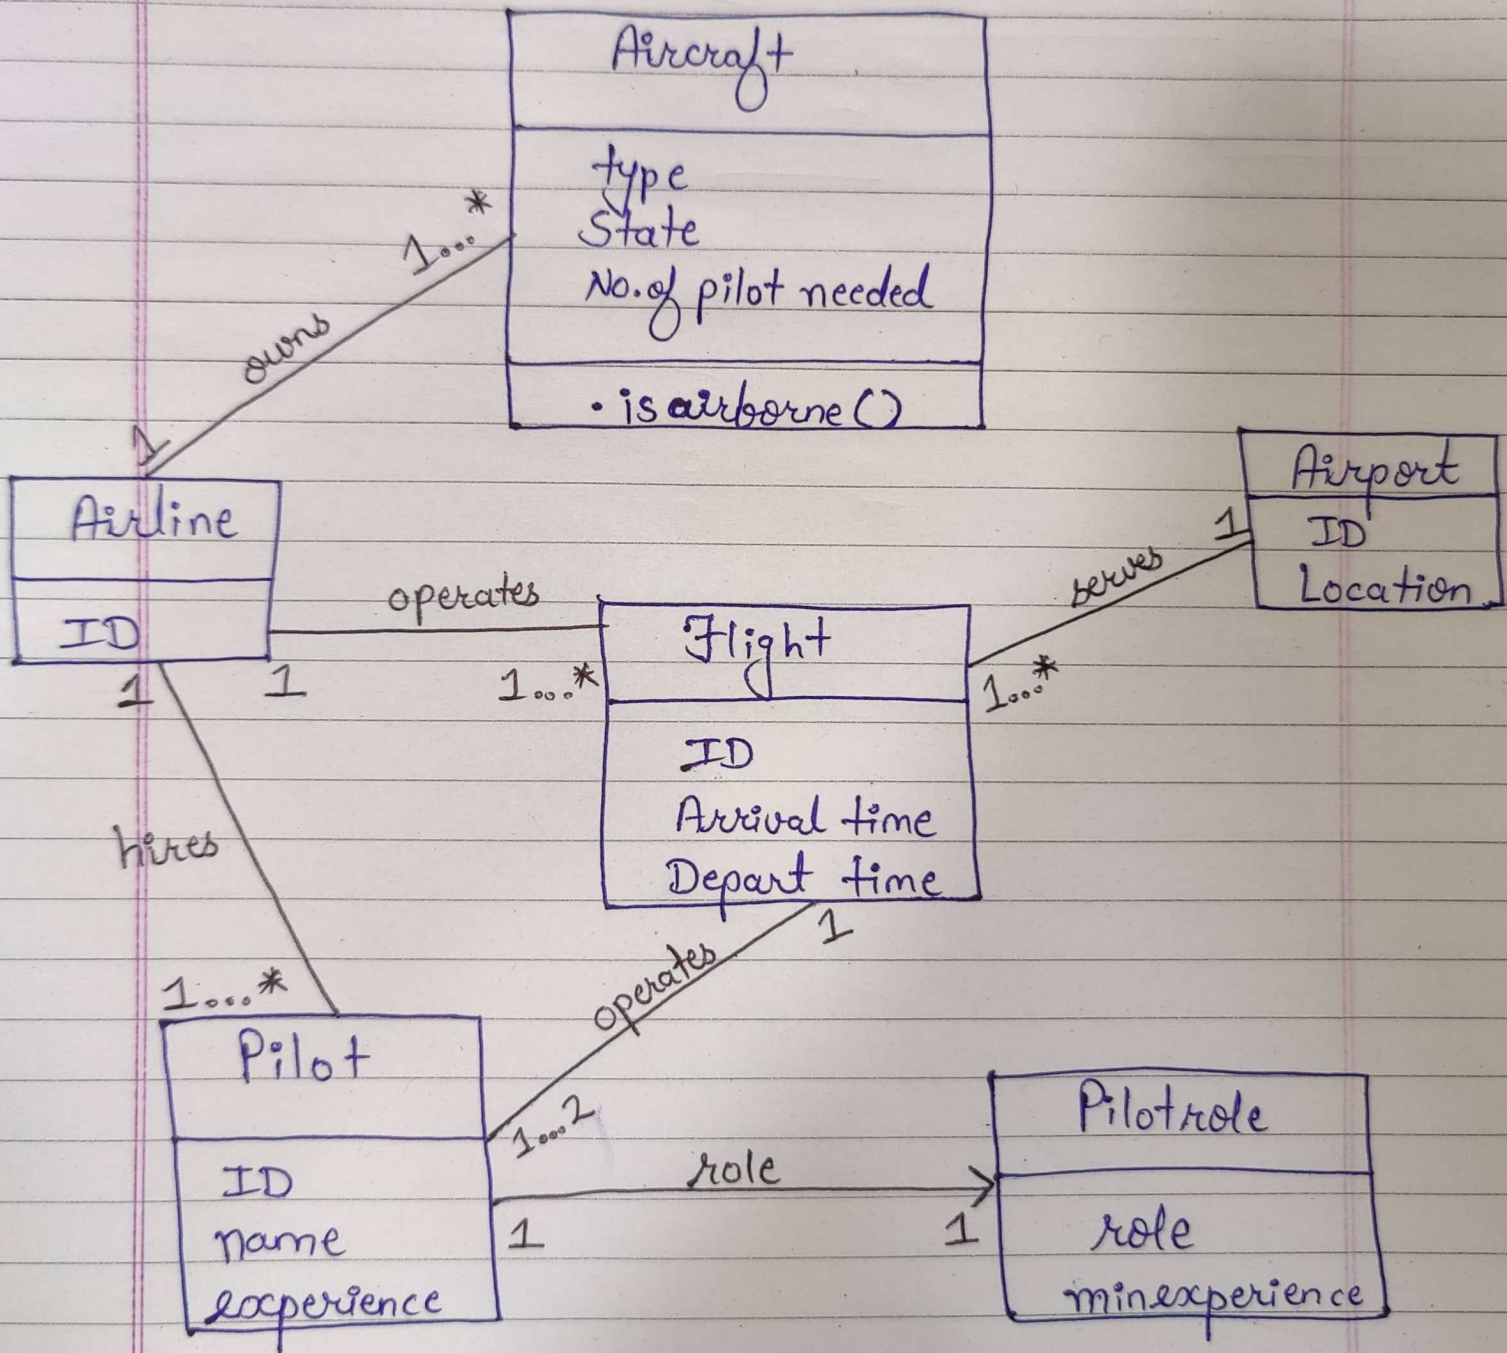 Aircraft
type
State
No. of pilot needed
• is airborne ()
1...*
owns
1
Airline
ID
Airport
ID
Location
1
serves
1...*
operates
1
1...*
Flight
ID
Arrival time
Depart time
1
hires
1...*
1
operates
1...2
Pilot
ID
name
experience
role
1
1
Pilotrole
role
minexperience